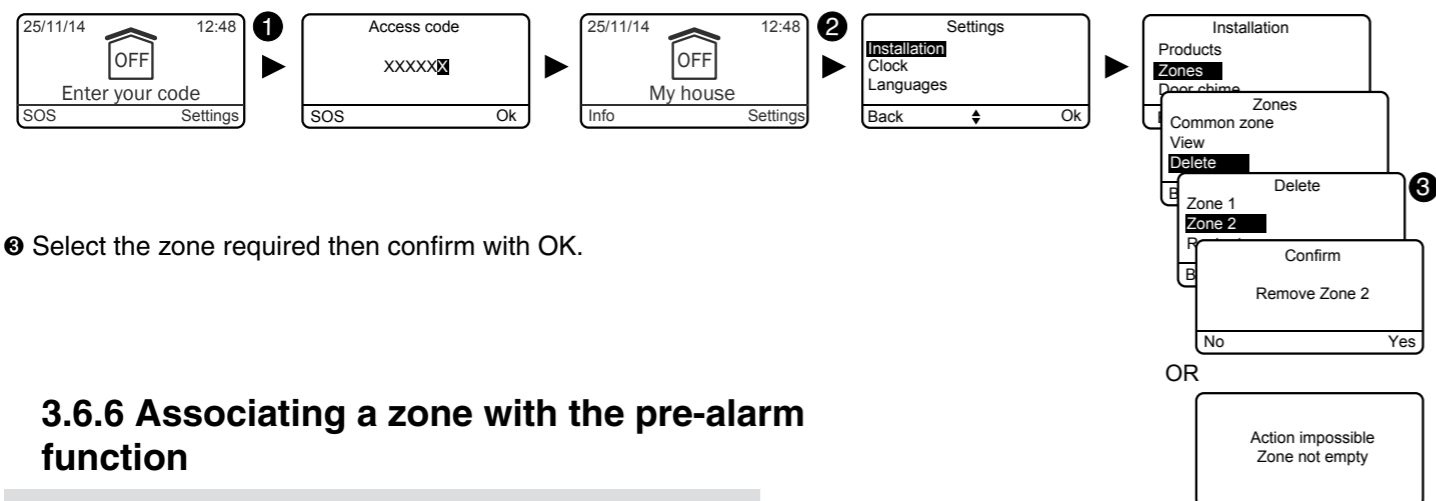 25/11/14 12:48
OFF
Enter your code
SOS Settings
❶
Access code
XXXXXX
SOS Ok
25/11/14 12:48
OFF
My house
Info Settings
❷
Settings
Installation
Clock
Languages
Back Ok
Installation
Products
Zones
Door chime
Zones
Common zone
View
Delete
B
Delete
❸
Zone 1
Zone 2
B
Confirm
Remove Zone 2
No Yes
OR
Action impossible
Zone not empty
❸ Select the zone required then confirm with OK.
3.6.6 Associating a zone with the pre-alarm
function